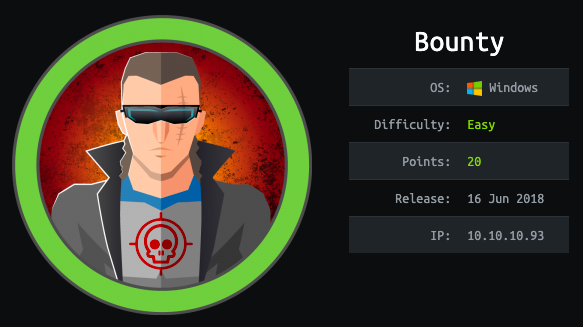 Bounty
OS: Windows
Difficulty: Easy
Points: 20
Release: 16 Jun 2018
IP: 10.10.10.93